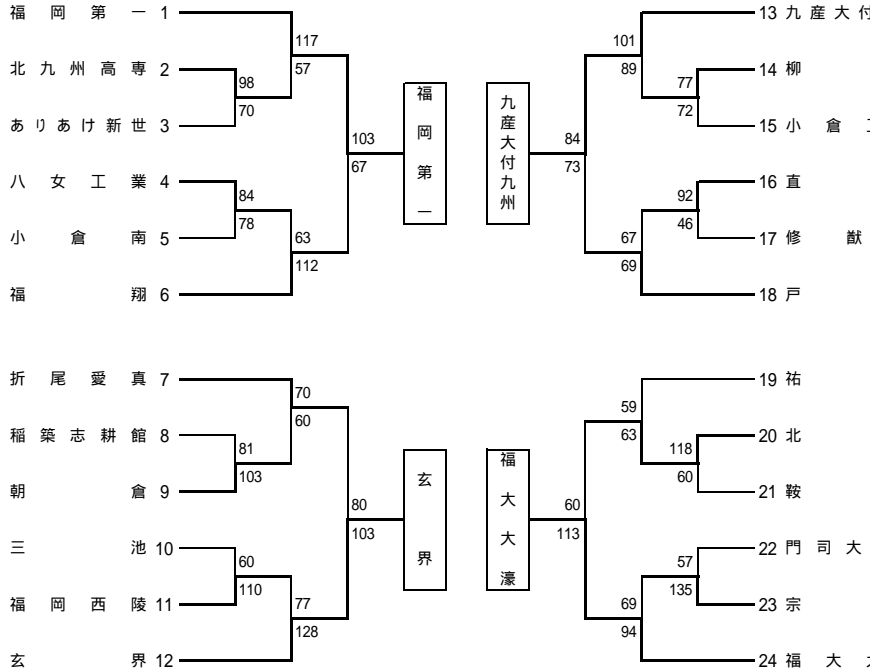 福岡第一 1
117
57
北九州高専 2
98
70
ありあけ新世 3
103
67
福岡第一
八女工業 4
84
78
小倉南 5
63
112
福翔 6
13 九産大付
101
89
14 柳
77
72
15 小倉
84
73
九産大付九州
16 直
92
46
17 修猷
67
69
18 戸
折尾愛真 7
70
60
稲築志耕館 8
81
103
朝倉 9
80
103
玄界
三池 10
60
110
福岡西陵 11
77
128
玄界 12
19 祐
59
63
20 北
118
60
21 鞍
60
113
福大大濠
22 門司大
57
135
23 宗
69
94
24 福大